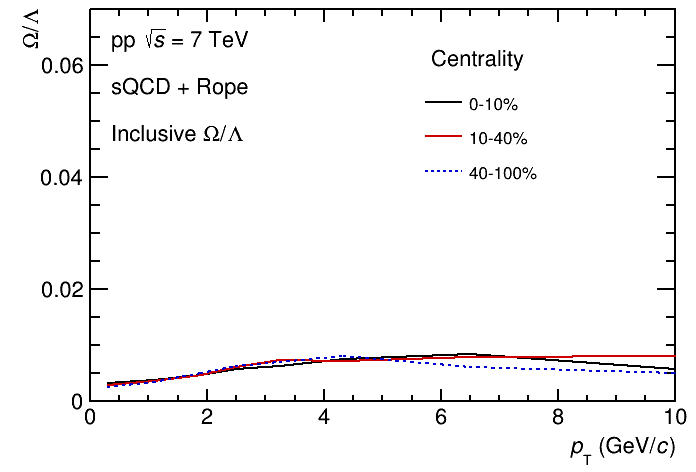 Ω/Λ
pp √s = 7 TeV
sQCD + Rope
Inclusive Ω/Λ
Centrality
0-10%
10-40%
40-100%
0.06
0.04
0.02
0
0 2 4 6 8 10
p_T (GeV/c)